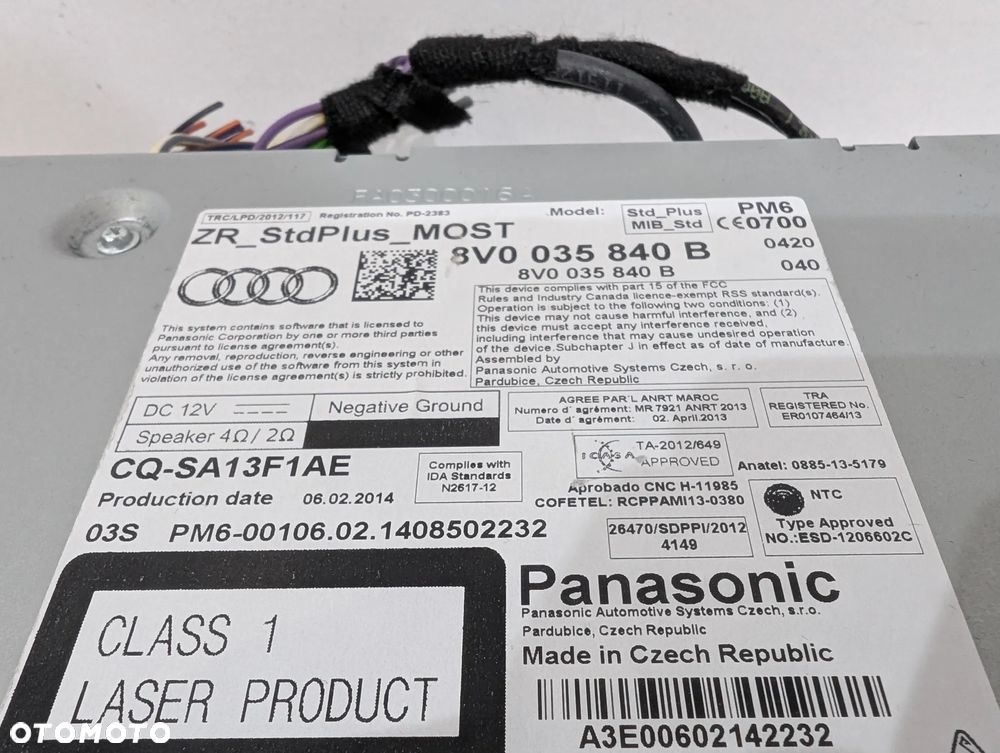 FA0300016A
TRC/LPD/2012/117 Registration No. PD-2383
Model: Std_Plus MIB_Std
PM6
CE0700
ZR_StdPlus_MOST
8V0 035 840 B
8V0 035 840 B
0420
040
This device complies with part 15 of the FCC
Rules and Industry Canada licence-exempt RSS standard(s).
Operation is subject to the following two conditions: (1)
This device may not cause harmful interference, and (2)
this device must accept any interference received,
including interference that may cause undesired operation
of the device.Subchapter J in effect as of date of manufacture.
Assembled by
Panasonic Automotive Systems Czech, s. r. o.
Pardubice, Czech Republic
This system contains software that is licensed to
Panasonic Corporation by one or more third parties
pursuant to license agreement(s).
Any removal, reproduction, reverse engineering or other
unauthorized use of the software from this system in
violation of the license agreement(s) is strictly prohibited.
DC 12V
Negative Ground
Speaker 4Ω / 2Ω
AGREE PAR'L ANRT MAROC
Numero d´ agrément: MR 7921 ANRT 2013
Date d´ agrément: 02. April.2013
TRA
REGISTERED No.
ER0107464/13
CQ-SA13F1AE
Complies with
IDA Standards
N2617-12
ICASA TA-2012/649
APPROVED
Anatel: 0885-13-5179
Production date 06.02.2014
Aprobado CNC H-11985
COFETEL: RCPPAMI13-0380
NTC
Type Approved
NO.:ESD-1206602C
03S PM6-00106.02.1408502232
26470/SDPPI/2012
4149
CLASS 1
LASER PRODUCT
Panasonic
Panasonic Automotive Systems Czech, s.r.o.
Pardubice, Czech Republic
Made in Czech Republic
A3E00602142232
OTOMOTO